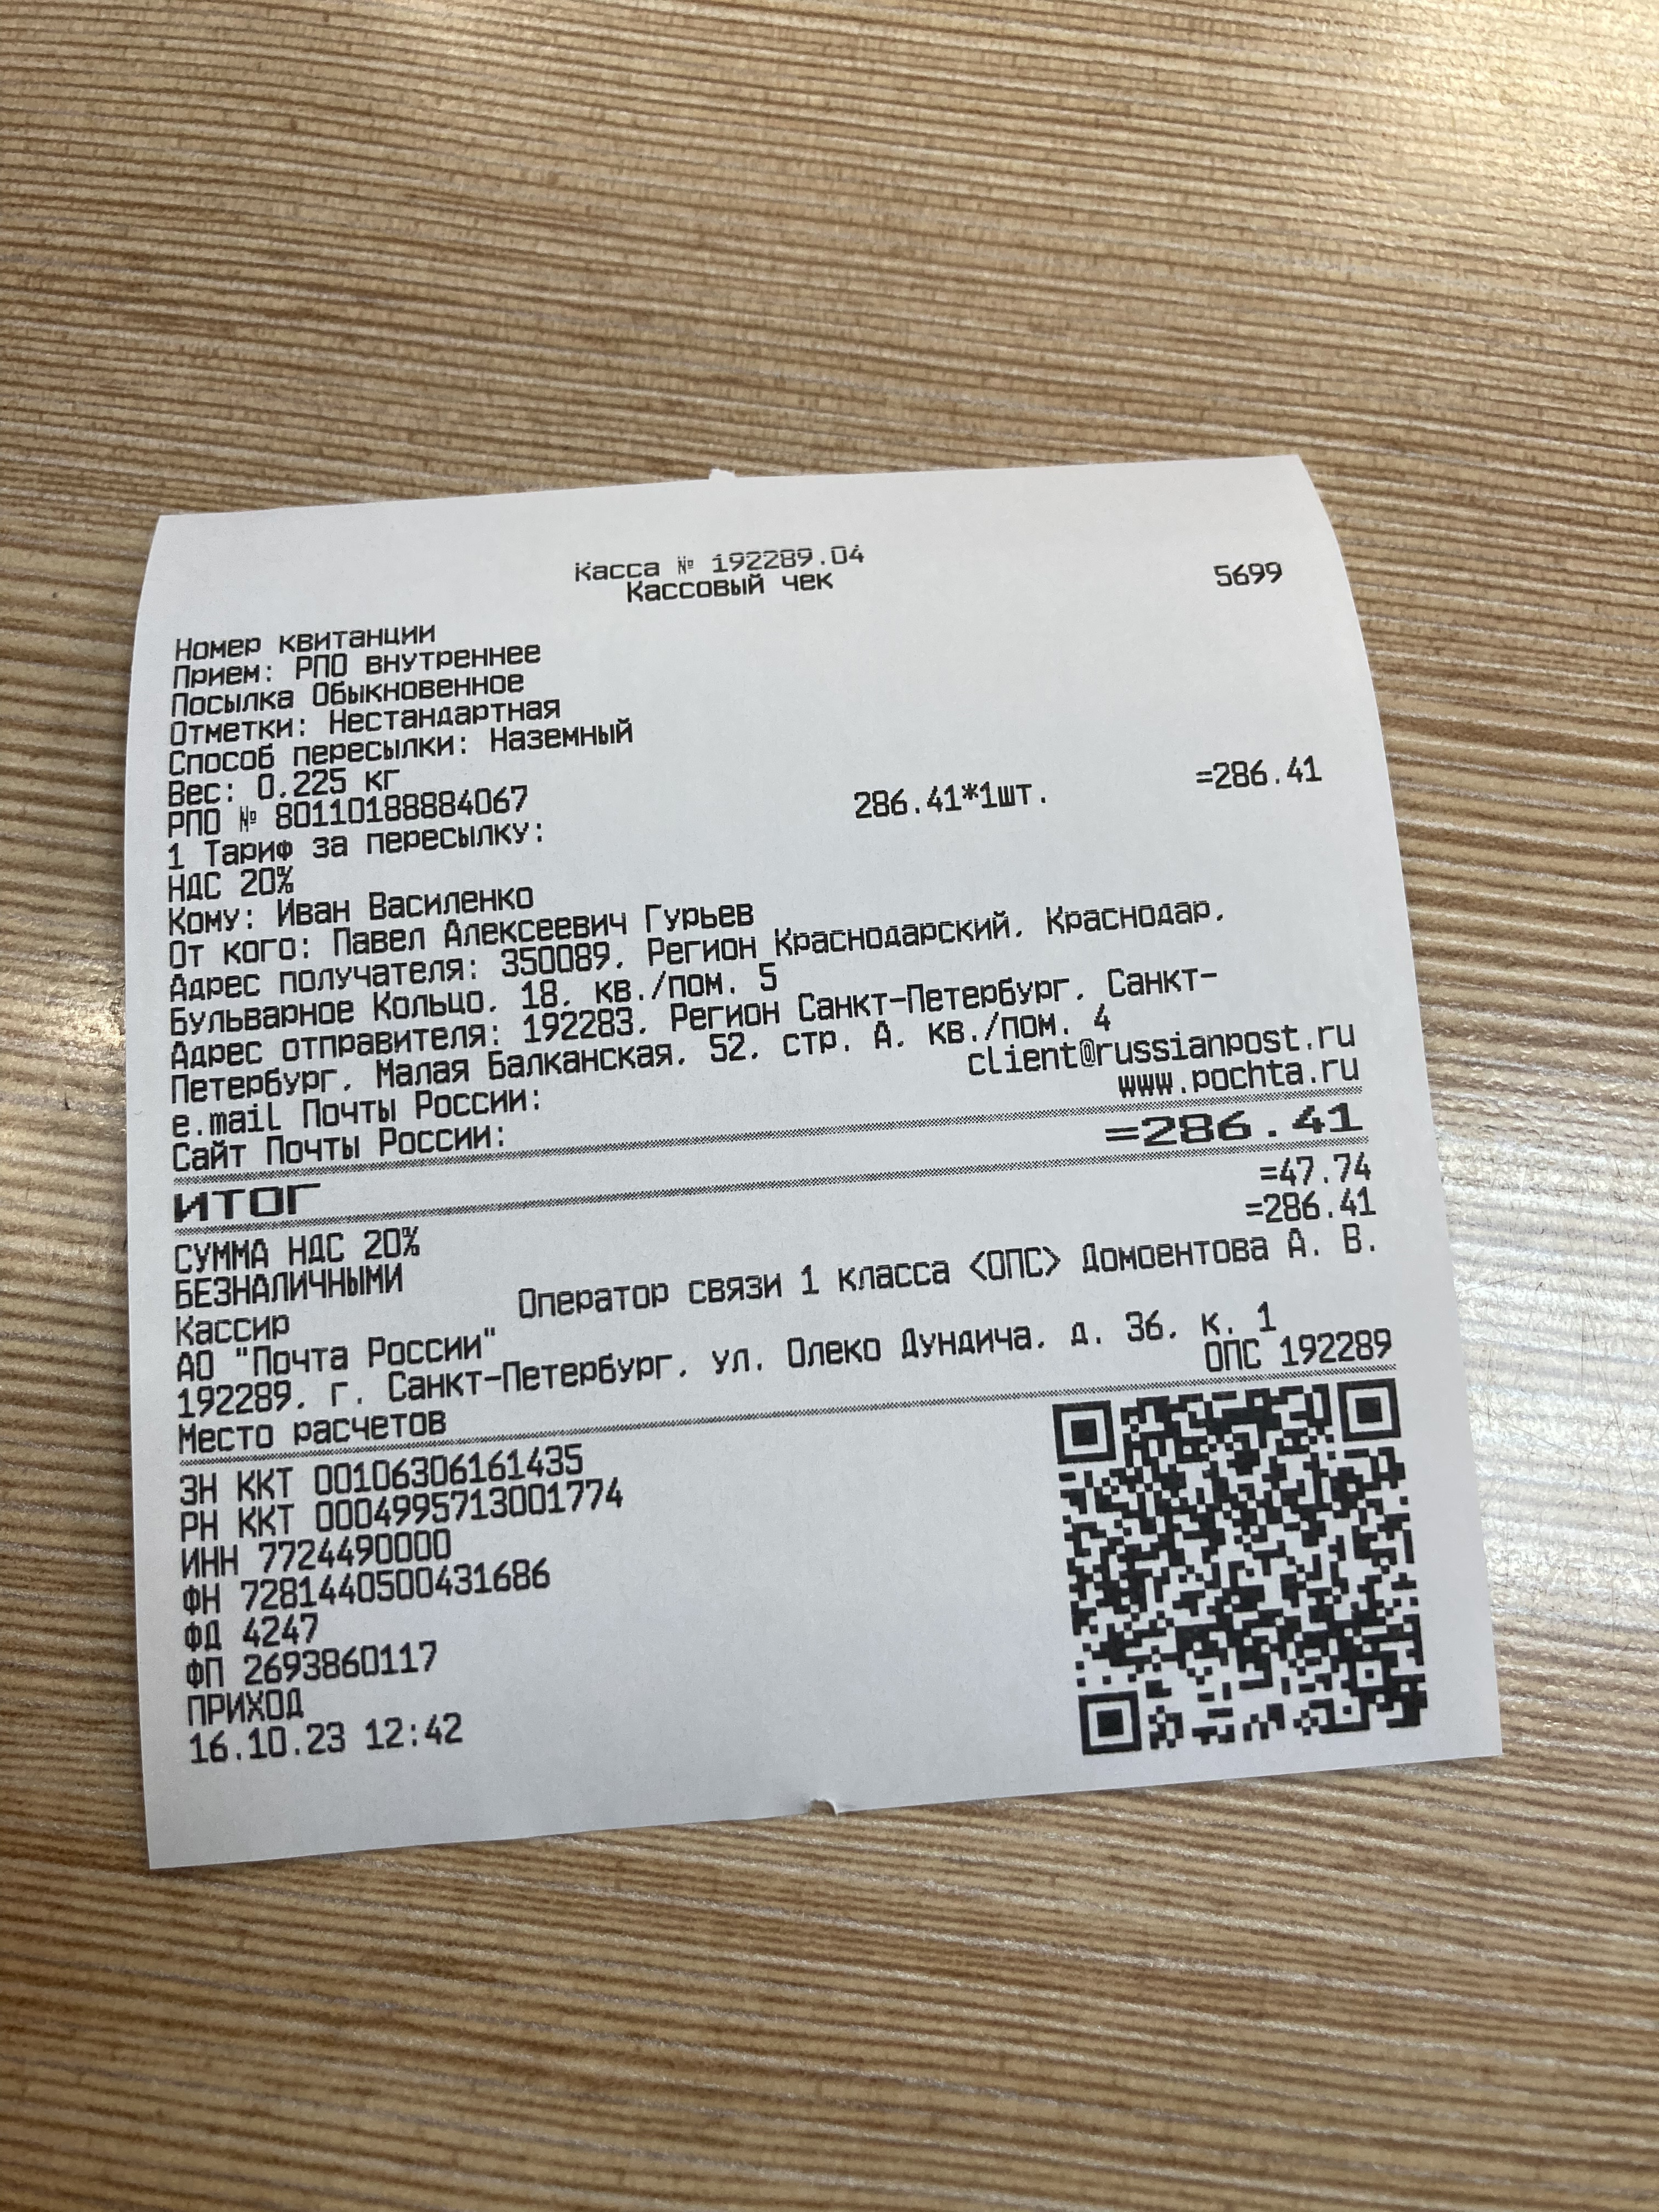 Касса № 192289.04
Кассовый чек
Номер квитанции 5699
Прием: РПО внутреннее
Посылка Обыкновенное
Отметки: Нестандартная
Способ пересылки: Наземный
Вес: 0.225 кг
РПО № 80110188884067
1 Тариф за пересылку: 286.41*1шт. =286.41
НДС 20%
Кому: Иван Василенко
От кого: Павел Алексеевич Гурьев
Адрес получателя: 350089, Регион Краснодарский, Краснодар,
Бульварное Кольцо, 18, кв./пом. 5
Адрес отправителя: 192283, Регион Санкт-Петербург, Санкт-
Петербург, Малая Балканская, 52, стр. А, кв./пом. 4
e.mail Почты России: client@russianpost.ru
Сайт Почты России: www.pochta.ru
ИТОГ =286.41
СУММА НДС 20% =47.74
БЕЗНАЛИЧНЫМИ =286.41
Кассир Оператор связи 1 класса <ОПС> Домоентова А. В.
АО "Почта России"
192289, г. Санкт-Петербург, ул. Олеко Дундича, д. 36, к. 1
Место расчетов ОПС 192289
ЗН ККТ 00106306161435
РН ККТ 0004995713001774
ИНН 7724490000
ФН 7281440500431686
ФД 4247
ФП 2693860117
ПРИХОД
16.10.23 12:42